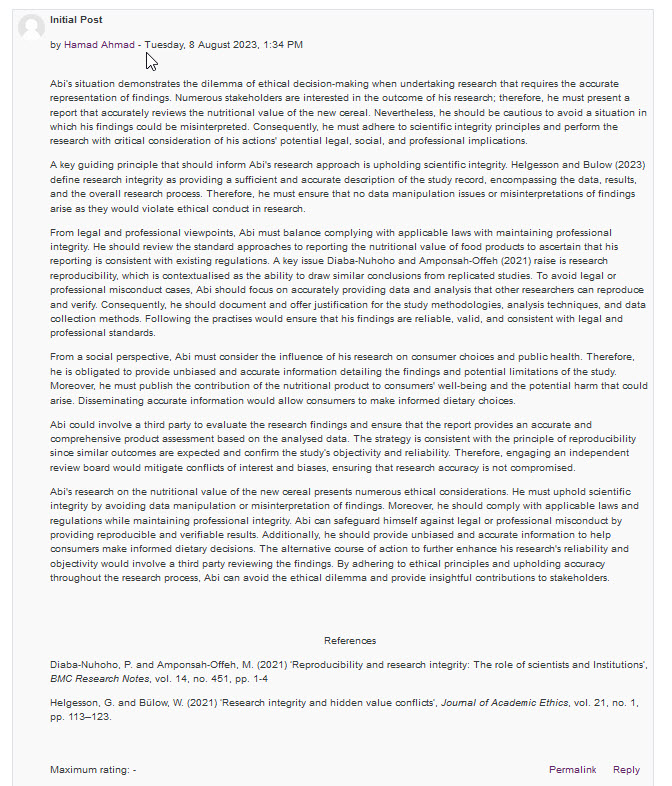 Initial Post
by Hamad Ahmad - Tuesday, 8 August 2023, 1:34 PM
Abi's situation demonstrates the dilemma of ethical decision-making when undertaking research that requires the accurate
representation of findings. Numerous stakeholders are interested in the outcome of his research; therefore, he must present a
report that accurately reviews the nutritional value of the new cereal. Nevertheless, he should be cautious to avoid a situation in
which his findings could be misinterpreted. Consequently, he must adhere to scientific integrity principles and perform the
research with critical consideration of his actions' potential legal, social, and professional implications.
A key guiding principle that should inform Abi's research approach is upholding scientific integrity. Helgesson and Bulow (2023)
define research integrity as providing a sufficient and accurate description of the study record, encompassing the data, results,
and the overall research process. Therefore, he must ensure that no data manipulation issues or misinterpretations of findings
arise as they would violate ethical conduct in research.
From legal and professional viewpoints, Abi must balance complying with applicable laws with maintaining professional
integrity. He should review the standard approaches to reporting the nutritional value of food products to ascertain that his
reporting is consistent with existing regulations. A key issue Diaba-Nuhoho and Amponsah-Offeh (2021) raise is research
reproducibility, which is contextualised as the ability to draw similar conclusions from replicated studies. To avoid legal or
professional misconduct cases, Abi should focus on accurately providing data and analysis that other researchers can reproduce
and verify. Consequently, he should document and offer justification for the study methodologies, analysis techniques, and data
collection methods. Following the practises would ensure that his findings are reliable, valid, and consistent with legal and
professional standards.
From a social perspective, Abi must consider the influence of his research on consumer choices and public health. Therefore,
he is obligated to provide unbiased and accurate information detailing the findings and potential limitations of the study.
Moreover, he must publish the contribution of the nutritional product to consumers' well-being and the potential harm that could
arise. Disseminating accurate information would allow consumers to make informed dietary choices.
Abi could involve a third party to evaluate the research findings and ensure that the report provides an accurate and
comprehensive product assessment based on the analysed data. The strategy is consistent with the principle of reproducibility
since similar outcomes are expected and confirm the study's objectivity and reliability. Therefore, engaging an independent
review board would mitigate conflicts of interest and biases, ensuring that research accuracy is not compromised.
Abi's research on the nutritional value of the new cereal presents numerous ethical considerations. He must uphold scientific
integrity by avoiding data manipulation or misinterpretation of findings. Moreover, he should comply with applicable laws and
regulations while maintaining professional integrity. Abi can safeguard himself against legal or professional misconduct by
providing reproducible and verifiable results. Additionally, he should provide unbiased and accurate information to help
consumers make informed dietary decisions. The alternative course of action to further enhance his research's reliability and
objectivity would involve a third party reviewing the findings. By adhering to ethical principles and upholding accuracy
throughout the research process, Abi can avoid the ethical dilemma and provide insightful contributions to stakeholders.
References
Diaba-Nuhoho, P. and Amponsah-Offeh, M. (2021) 'Reproducibility and research integrity: The role of scientists and Institutions',
BMC Research Notes, vol. 14, no. 451, pp. 1-4
Helgesson, G. and Bülow, W. (2021) 'Research integrity and hidden value conflicts', Journal of Academic Ethics, vol. 21, no. 1,
pp. 113–123.
Maximum rating: -
Permalink Reply